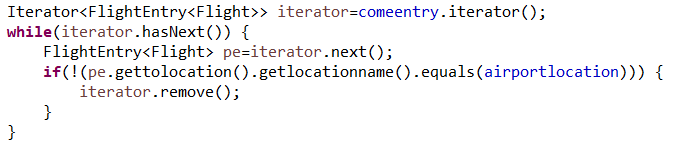 Iterator<FlightEntry<Flight>> iterator=comeentry.iterator();
while(iterator.hasNext()) {
    FlightEntry<Flight> pe=iterator.next();
    if(!(pe.gettolocation().getlocationname().equals(airportlocation))) {
        iterator.remove();
    }
}